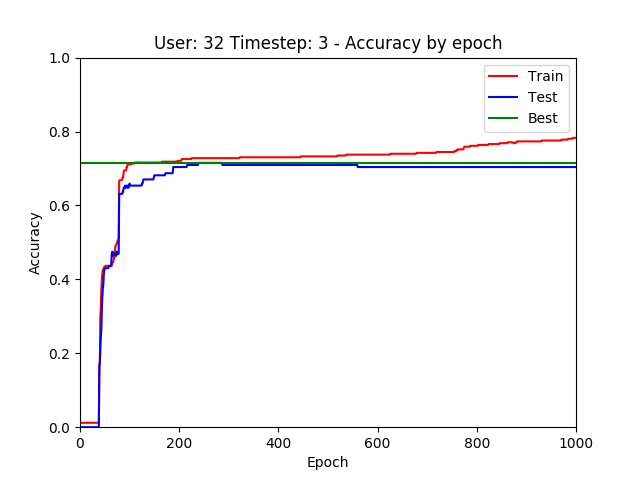 User: 32 Timestep: 3 - Accuracy by epoch
1.0
0.8
0.6
0.4
0.2
0.0
Accuracy
Train
Test
Best
0 200 400 600 800 1000
Epoch